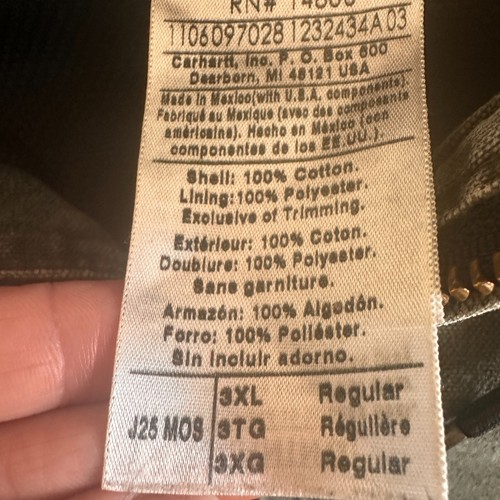 RN# 14806
1106097028 1232434A 03
Carhartt, Inc. P. O. Box 600
Dearborn, MI 48121 USA
Made in Mexico(with U.S.A. components)
Fabriqué au Mexique (avec des composants
américains). Hecho en México (con
componentes de los EE.UU.).
Shell: 100% Cotton.
Lining:100% Polyester.
Exclusive of Trimming.
Extérieur: 100% Coton.
Doublure: 100% Polyester.
Sans garniture.
Armazón: 100% Algodón.
Forro: 100% Poliéster.
Sin incluir adorno.
3XL Regular
J25 MOS 3TG Régulière
3XG Regular